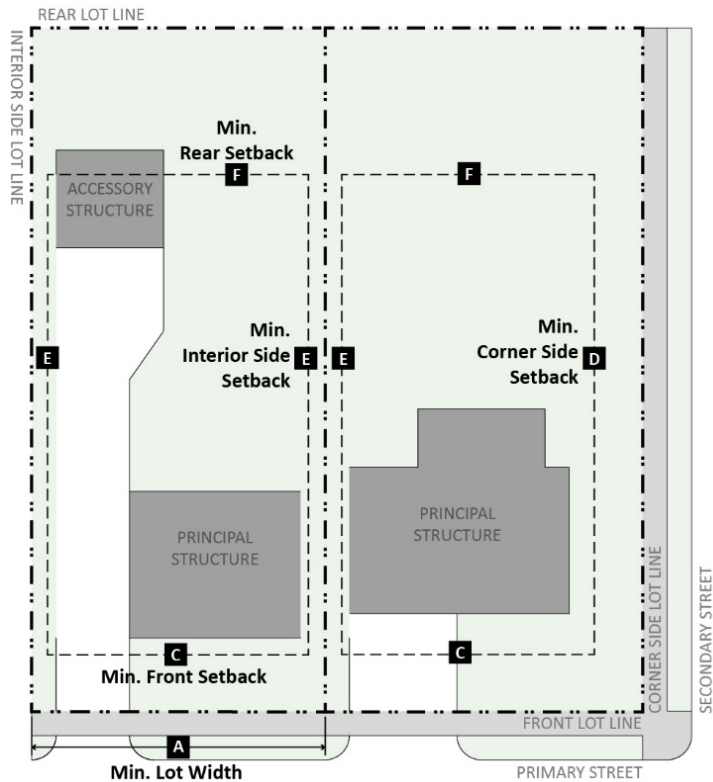 REAR LOT LINE
INTERIOR SIDE LOT LINE
Min.
Rear Setback
F
F
ACCESSORY
STRUCTURE
E
Min.
Interior Side
Setback
E
E
Min.
Corner Side
Setback
D
PRINCIPAL
STRUCTURE
PRINCIPAL
STRUCTURE
C
Min. Front Setback
C
CORNER SIDE LOT LINE
SECONDARY STREET
FRONT LOT LINE
A
Min. Lot Width
PRIMARY STREET